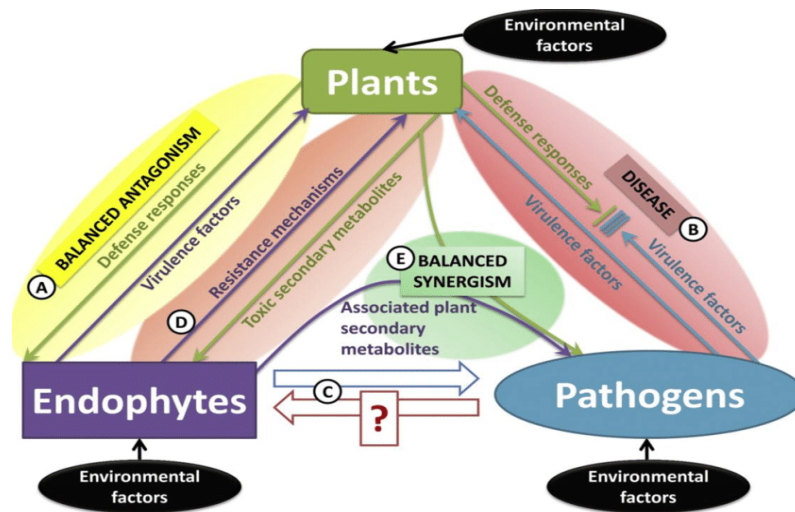 Environmental
factors
Plants
BALANCED ANTAGONISM
Defense responses
Virulence factors
A
Resistance mechanisms
Toxic secondary metabolites
D
Defense responses
DISEASE
B
Virulence factors
Virulence factors
E
BALANCED
SYNERGISM
Associated plant
secondary
metabolites
Endophytes
C
?
Pathogens
Environmental
factors
Environmental
factors